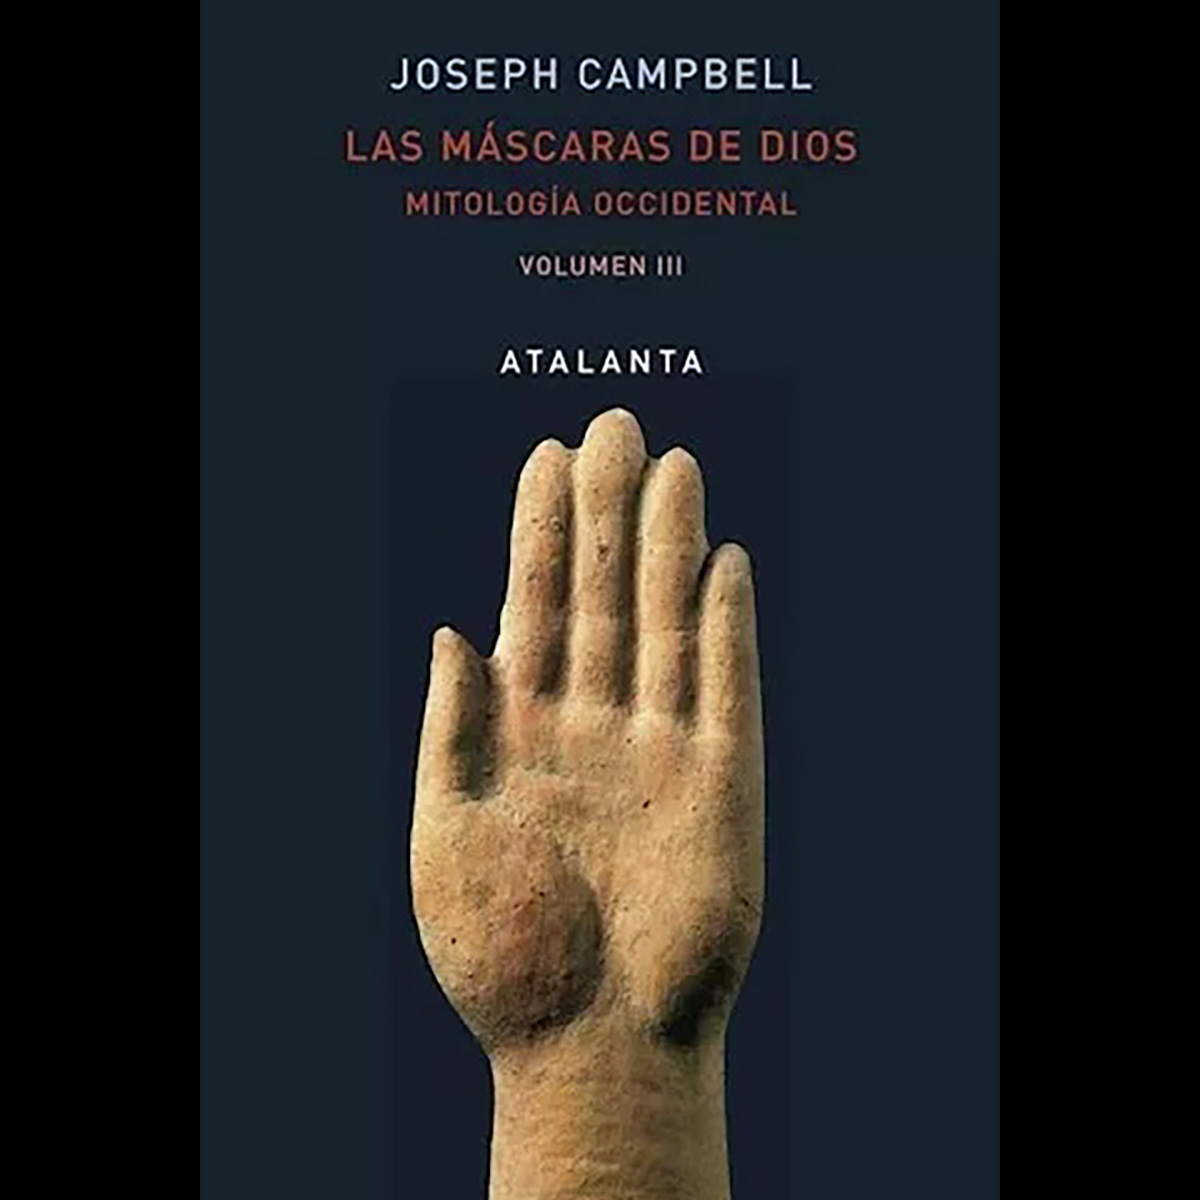 JOSEPH CAMPBELL
LAS MÁSCARAS DE DIOS
MITOLOGÍA OCCIDENTAL
VOLUMEN III
ATALANTA